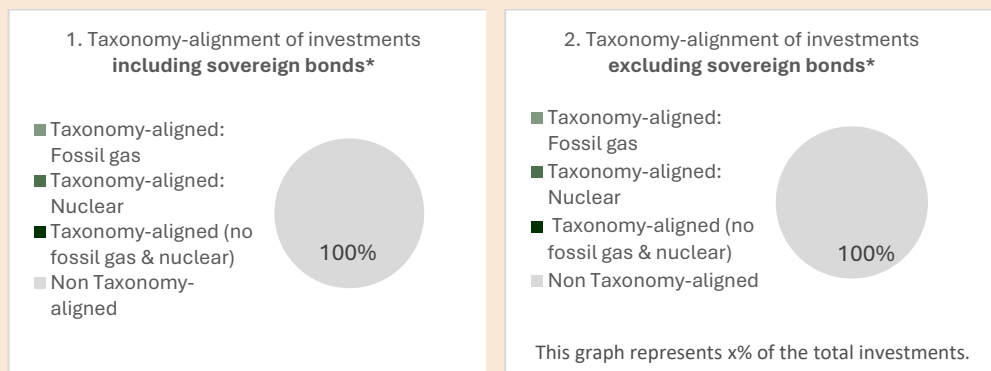 1. Taxonomy-alignment of investments
including sovereign bonds*
Taxonomy-aligned:
Fossil gas
Taxonomy-aligned:
Nuclear
Taxonomy-aligned (no
fossil gas & nuclear)
Non Taxonomy-
aligned
100%
2. Taxonomy-alignment of investments
excluding sovereign bonds*
Taxonomy-aligned:
Fossil gas
Taxonomy-aligned:
Nuclear
Taxonomy-aligned (no
fossil gas & nuclear)
Non Taxonomy-aligned
100%
This graph represents x% of the total investments.